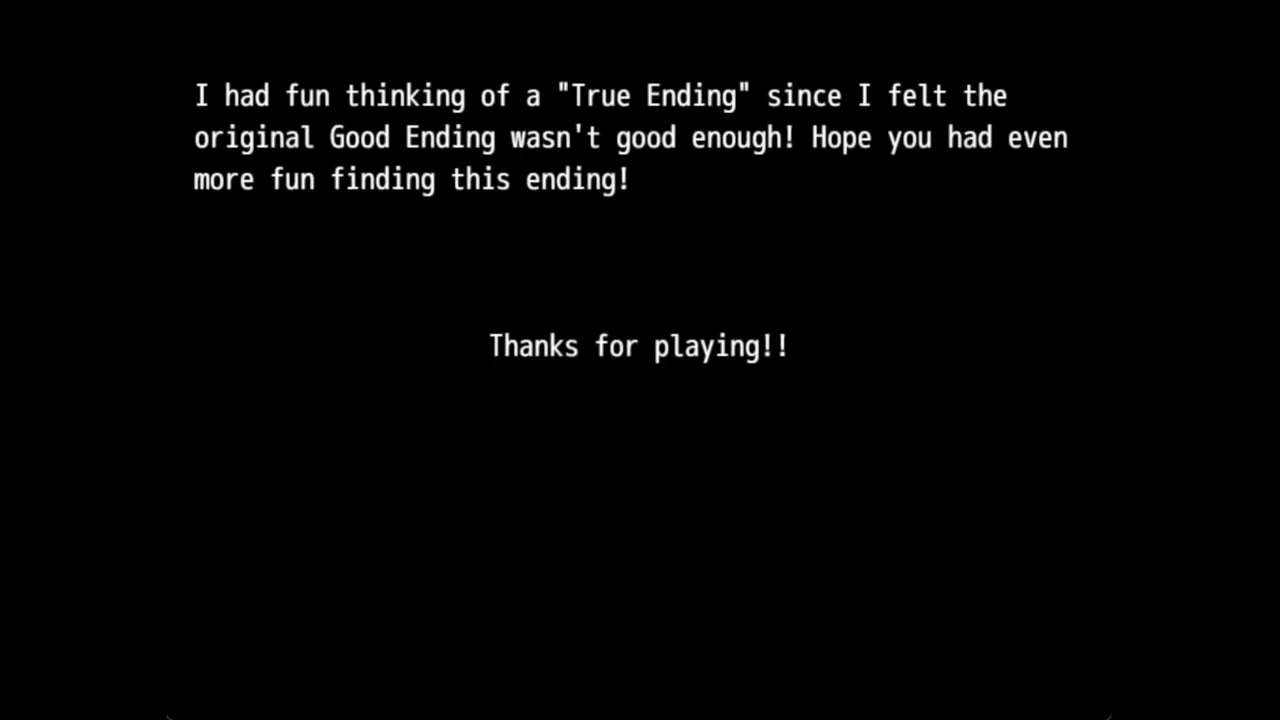 I had fun thinking of a "True Ending" since I felt the
original Good Ending wasn't good enough! Hope you had even
more fun finding this ending!
Thanks for playing!!